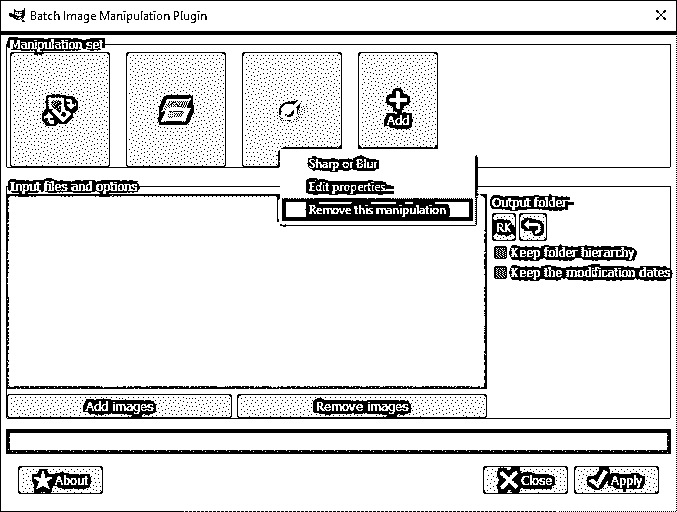 Batch Image Manipulation Plugin
Manipulation set
Add
Sharp or Blur
Edit properties
Remove this manipulation
Input files and options
Output folder
RK
Keep folder hierarchy
Keep the modification dates
Add images
Remove images
About
Close
Apply